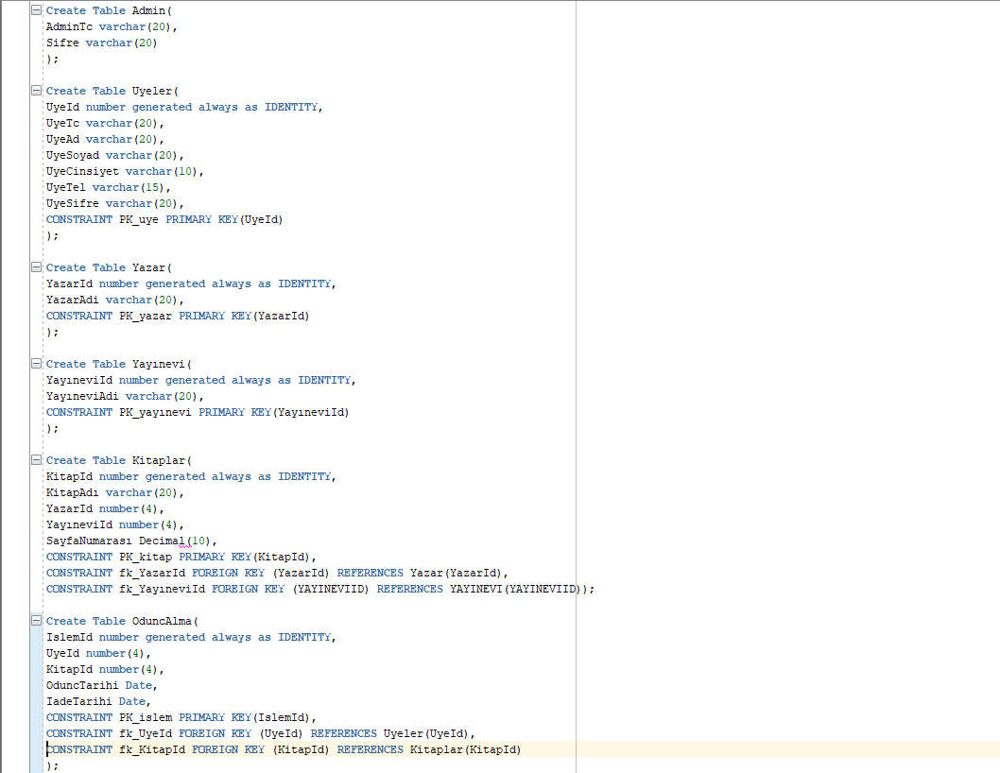 Create Table Admin(
AdminTc varchar(20),
Sifre varchar(20)
);
Create Table Uyeler(
UyeId number generated always as IDENTITY,
UyeTc varchar(20),
UyeAd varchar(20),
UyeSoyad varchar(20),
UyeCinsiyet varchar(10),
UyeTel varchar(15),
UyeSifre varchar(20),
CONSTRAINT PK_uye PRIMARY KEY(UyeId)
);
Create Table Yazar(
YazarId number generated always as IDENTITY,
YazarAdi varchar(20),
CONSTRAINT PK_yazar PRIMARY KEY(YazarId)
);
Create Table Yayınevi(
YayıneviId number generated always as IDENTITY,
YayıneviAdi varchar(20),
CONSTRAINT PK_yayınevi PRIMARY KEY(YayıneviId)
);
Create Table Kitaplar(
KitapId number generated always as IDENTITY,
KitapAdı varchar(20),
YazarId number(4),
YayıneviId number(4),
SayfaNumarası Decimal(10),
CONSTRAINT PK_kitap PRIMARY KEY(KitapId),
CONSTRAINT fk_YazarId FOREIGN KEY (YazarId) REFERENCES Yazar(YazarId),
CONSTRAINT fk_YayıneviId FOREIGN KEY (YAYINEVIID) REFERENCES YAYINEVI(YAYINEVIID));
Create Table OduncAlma(
IslemId number generated always as IDENTITY,
UyeId number(4),
KitapId number(4),
OduncTarihi Date,
IadeTarihi Date,
CONSTRAINT PK_islem PRIMARY KEY(IslemId),
CONSTRAINT fk_UyeId FOREIGN KEY (UyeId) REFERENCES Uyeler(UyeId),
CONSTRAINT fk_KitapId FOREIGN KEY (KitapId) REFERENCES Kitaplar(KitapId)
);